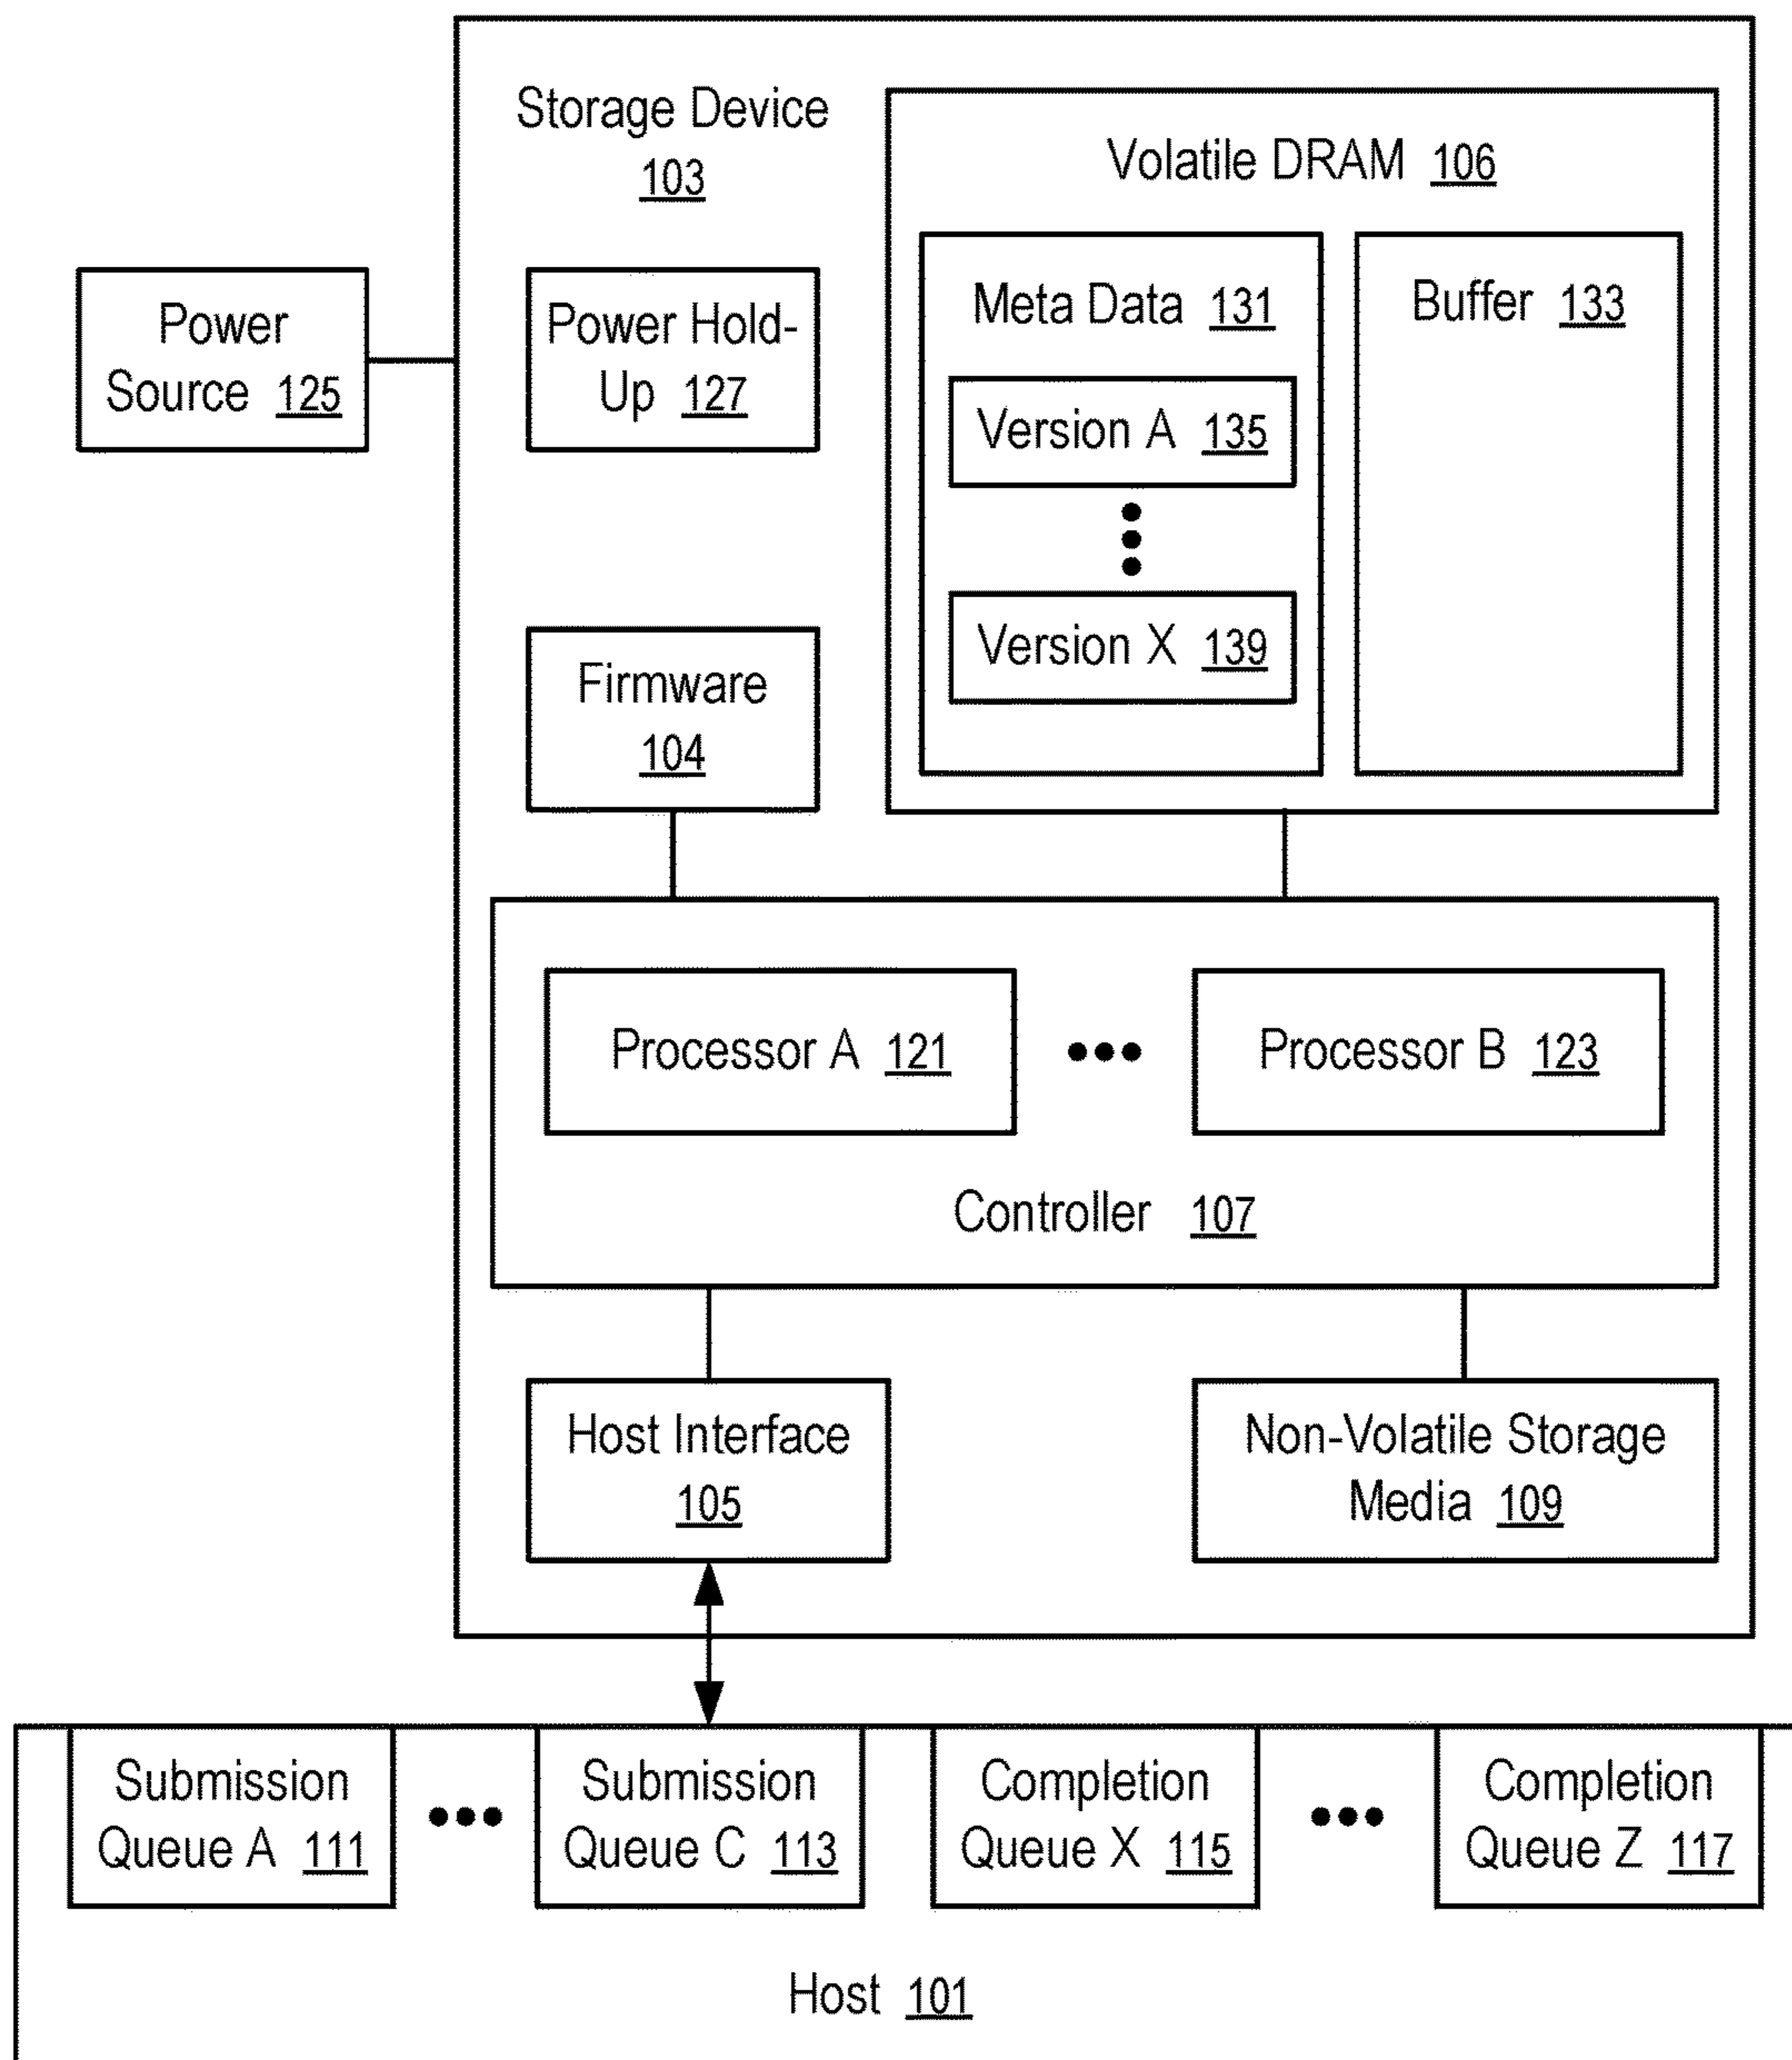 Storage Device
103
Volatile DRAM 106
Power
Source 125
Power Hold-
Up 127
Meta Data 131
Version A 135
Version X 139
Buffer 133
Firmware
104
Processor A 121
Processor B 123
Controller 107
Host Interface
105
Non-Volatile Storage
Media 109
Submission
Queue A 111
Submission
Queue C 113
Completion
Queue X 115
Completion
Queue Z 117
Host 101